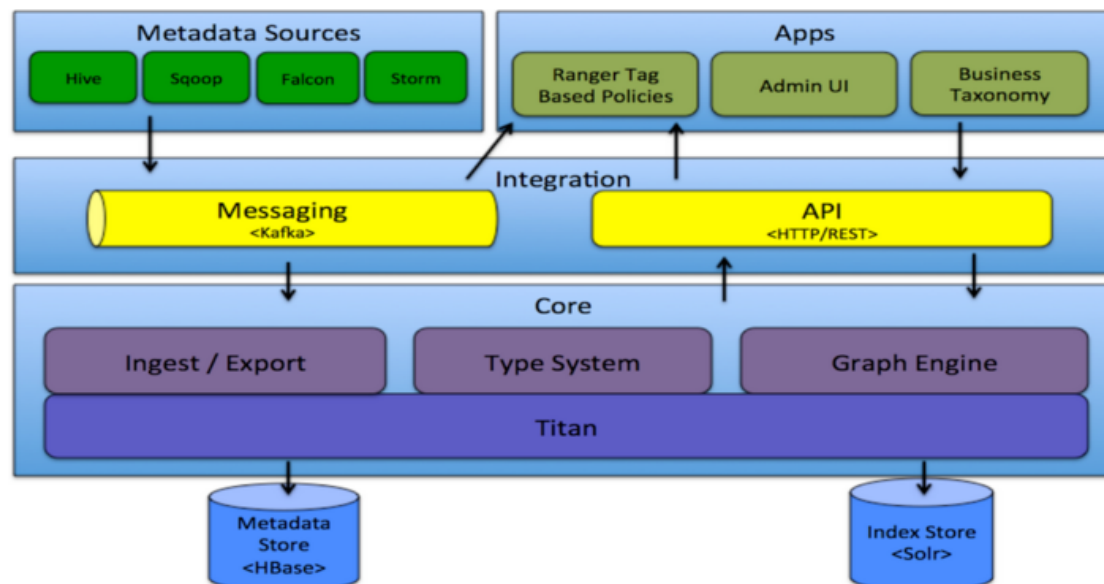 Metadata Sources
Hive
Sqoop
Falcon
Storm
Apps
Ranger Tag
Based Policies
Admin UI
Business
Taxonomy
Integration
Messaging
<Kafka>
API
<HTTP/REST>
Core
Ingest / Export
Type System
Graph Engine
Titan
Metadata
Store
<HBase>
Index Store
<Solr>